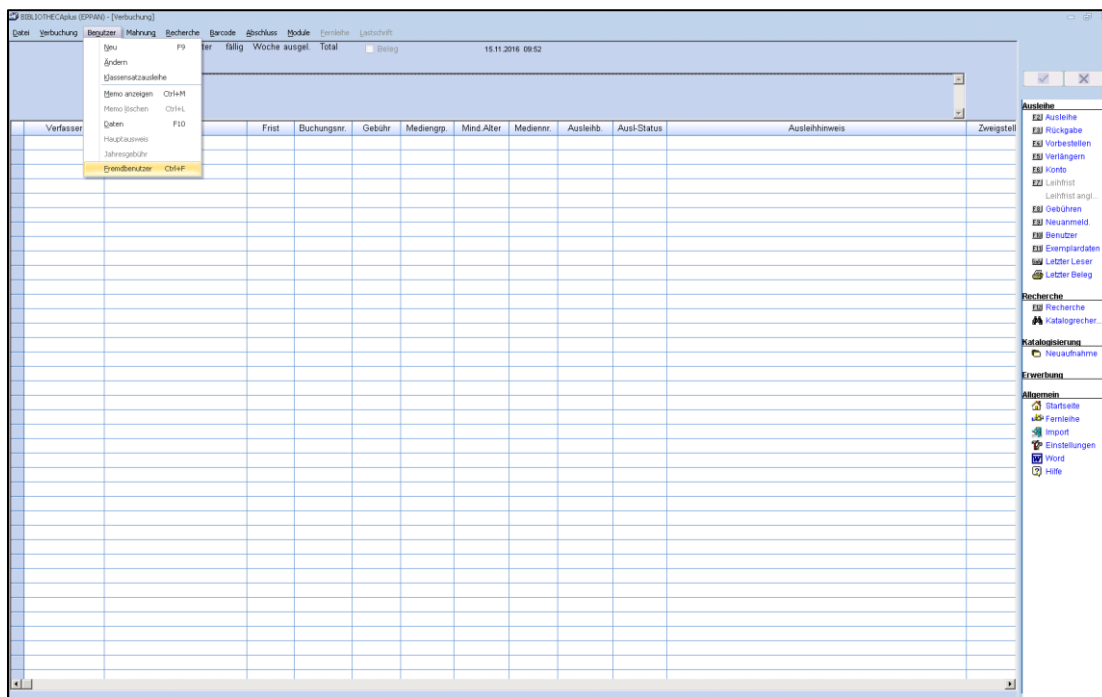 BIBLIOTHECAplus (EPPAN) - [Verbuchung]
Datei Verbuchung Benutzer Mahnung Recherche Barcode Abschluss Module Fernleihe Lastschrift
fällig Woche ausgel. Total Beleg 15.11.2016 09:52
Neu F9
Ändern
Klassensatzausleihe
Memo anzeigen Ctrl+M
Memo löschen Ctrl+L
Daten F10
Hauptausweis
Jahresgebühr
Fremdbenutzer Ctrl+F
Verfasser Frist Buchungsnr. Gebühr Mediengrp. Mind.Alter Mediennr. Ausleihb. Ausl-Status Ausleihhinweis Zweigstell
Ausleihe
F2 Ausleihe
F3 Rückgabe
F4 Vorbestellen
F5 Verlängern
F6 Konto
F7 Leihfrist
Leihfrist angl...
F8 Gebühren
F9 Neuanmeld.
F10 Benutzer
F11 Exemplardaten
Letzter Leser
Letzter Beleg
Recherche
F12 Recherche
Katalogrecher...
Katalogisierung
Neuaufnahme
Erwerbung
Allgemein
Startseite
Fernleihe
Import
Einstellungen
W Word
Hilfe